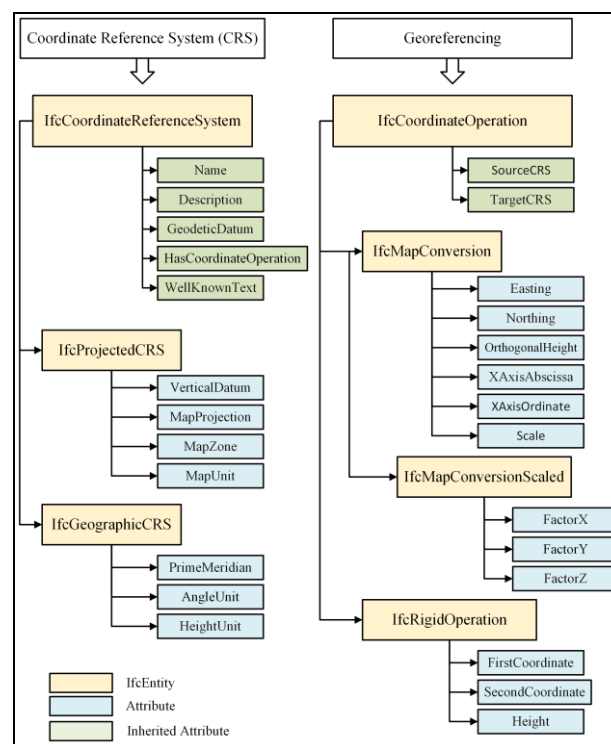 Coordinate Reference System (CRS)
IfcCoordinateReferenceSystem
Name
Description
GeodeticDatum
HasCoordinateOperation
WellKnownText
IfcProjectedCRS
VerticalDatum
MapProjection
MapZone
MapUnit
IfcGeographicCRS
PrimeMeridian
AngleUnit
HeightUnit
IfcEntity
Attribute
Inherited Attribute
Georeferencing
IfcCoordinateOperation
SourceCRS
TargetCRS
IfcMapConversion
Easting
Northing
OrthogonalHeight
XAxisAbscissa
XAxisOrdinate
Scale
IfcMapConversionScaled
FactorX
FactorY
FactorZ
IfcRigidOperation
FirstCoordinate
SecondCoordinate
Height